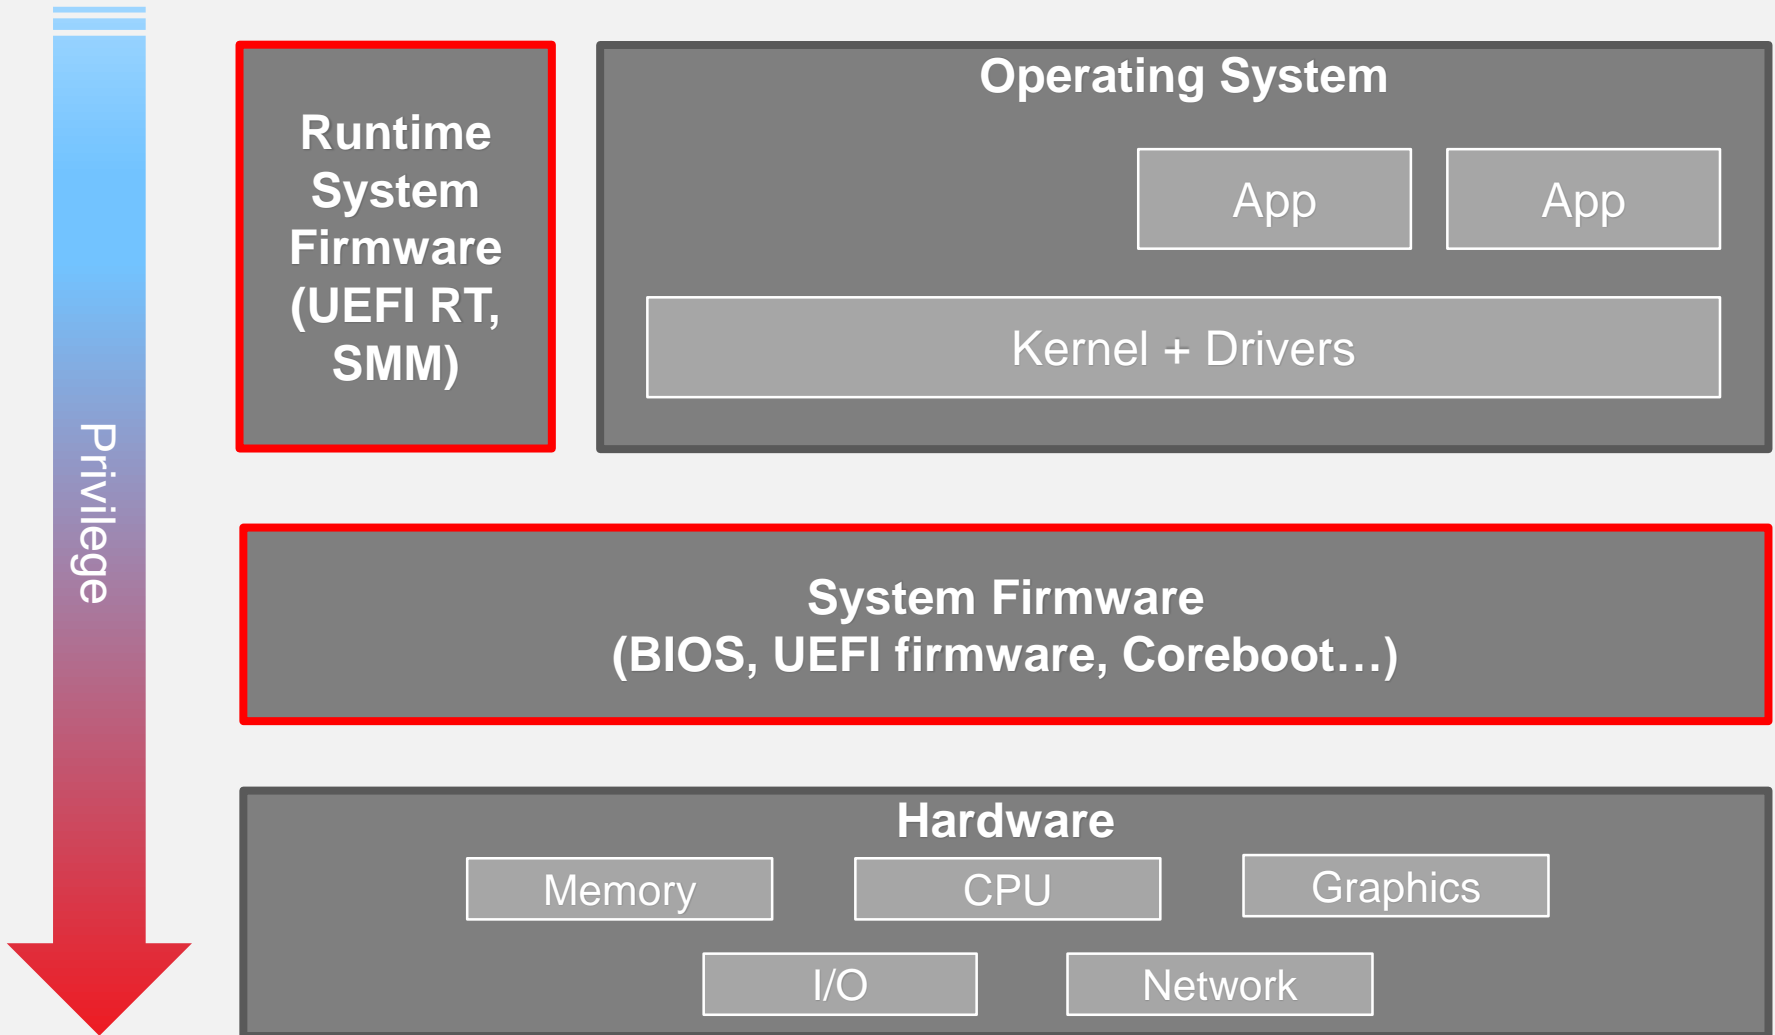 Privilege
Runtime
System
Firmware
(UEFI RT,
SMM)
Operating System
App
App
Kernel + Drivers
System Firmware
(BIOS, UEFI firmware, Coreboot…)
Hardware
Memory
CPU
Graphics
I/O
Network